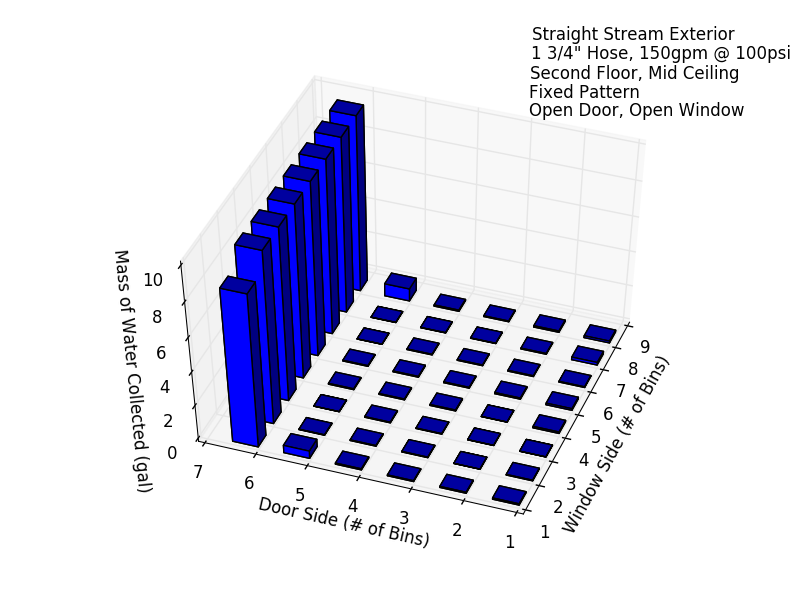 Straight Stream Exterior
1 3/4" Hose, 150gpm @ 100psi
Second Floor, Mid Ceiling
Fixed Pattern
Open Door, Open Window
Mass of Water Collected (gal)
10
8
6
4
2
0
7
6
5
4
3
2
1
Door Side (# of Bins)
9
8
7
6
5
4
3
2
1
Window Side (# of Bins)